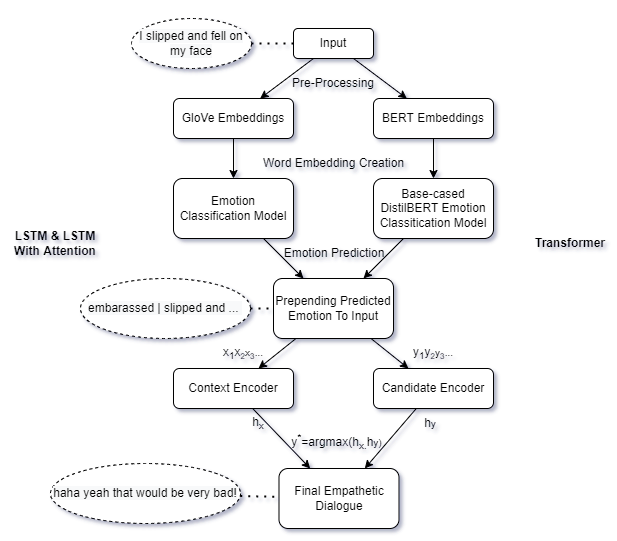 I slipped and fell on
my face
Input
Pre-Processing
GloVe Embeddings
BERT Embeddings
Word Embedding Creation
Emotion
Classification Model
Base-cased
DistilBERT Emotion
Classitication Model
LSTM & LSTM
With Attention
Transformer
Emotion Prediction
embarassed | slipped and ...
Prepending Predicted
Emotion To Input
x₁x₂x₃...
y₁y₂y₃...
Context Encoder
Candidate Encoder
hₓ
hy
y*=argmax(hₓ,hy)
haha yeah that would be very bad!
Final Empathetic
Dialogue